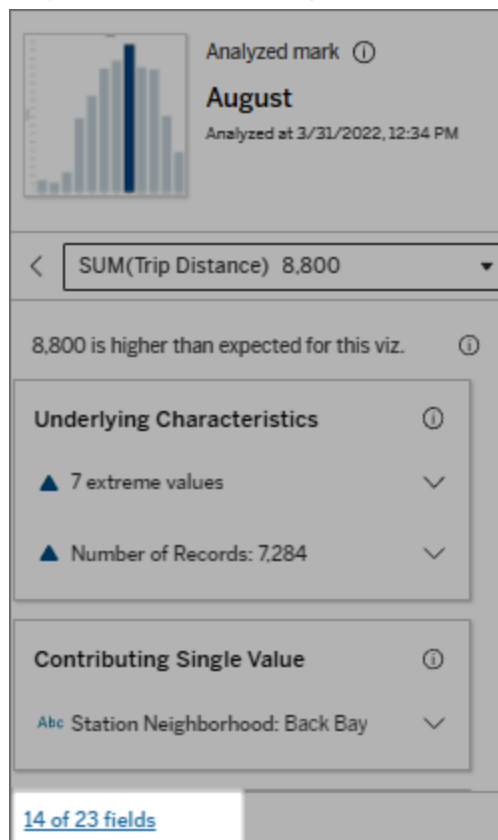 Analyzed mark
August
Analyzed at 3/31/2022, 12:34 PM
SUM(Trip Distance) 8,800
8,800 is higher than expected for this viz.
Underlying Characteristics
7 extreme values
Number of Records: 7,284
Contributing Single Value
Abc Station Neighborhood: Back Bay
14 of 23 fields